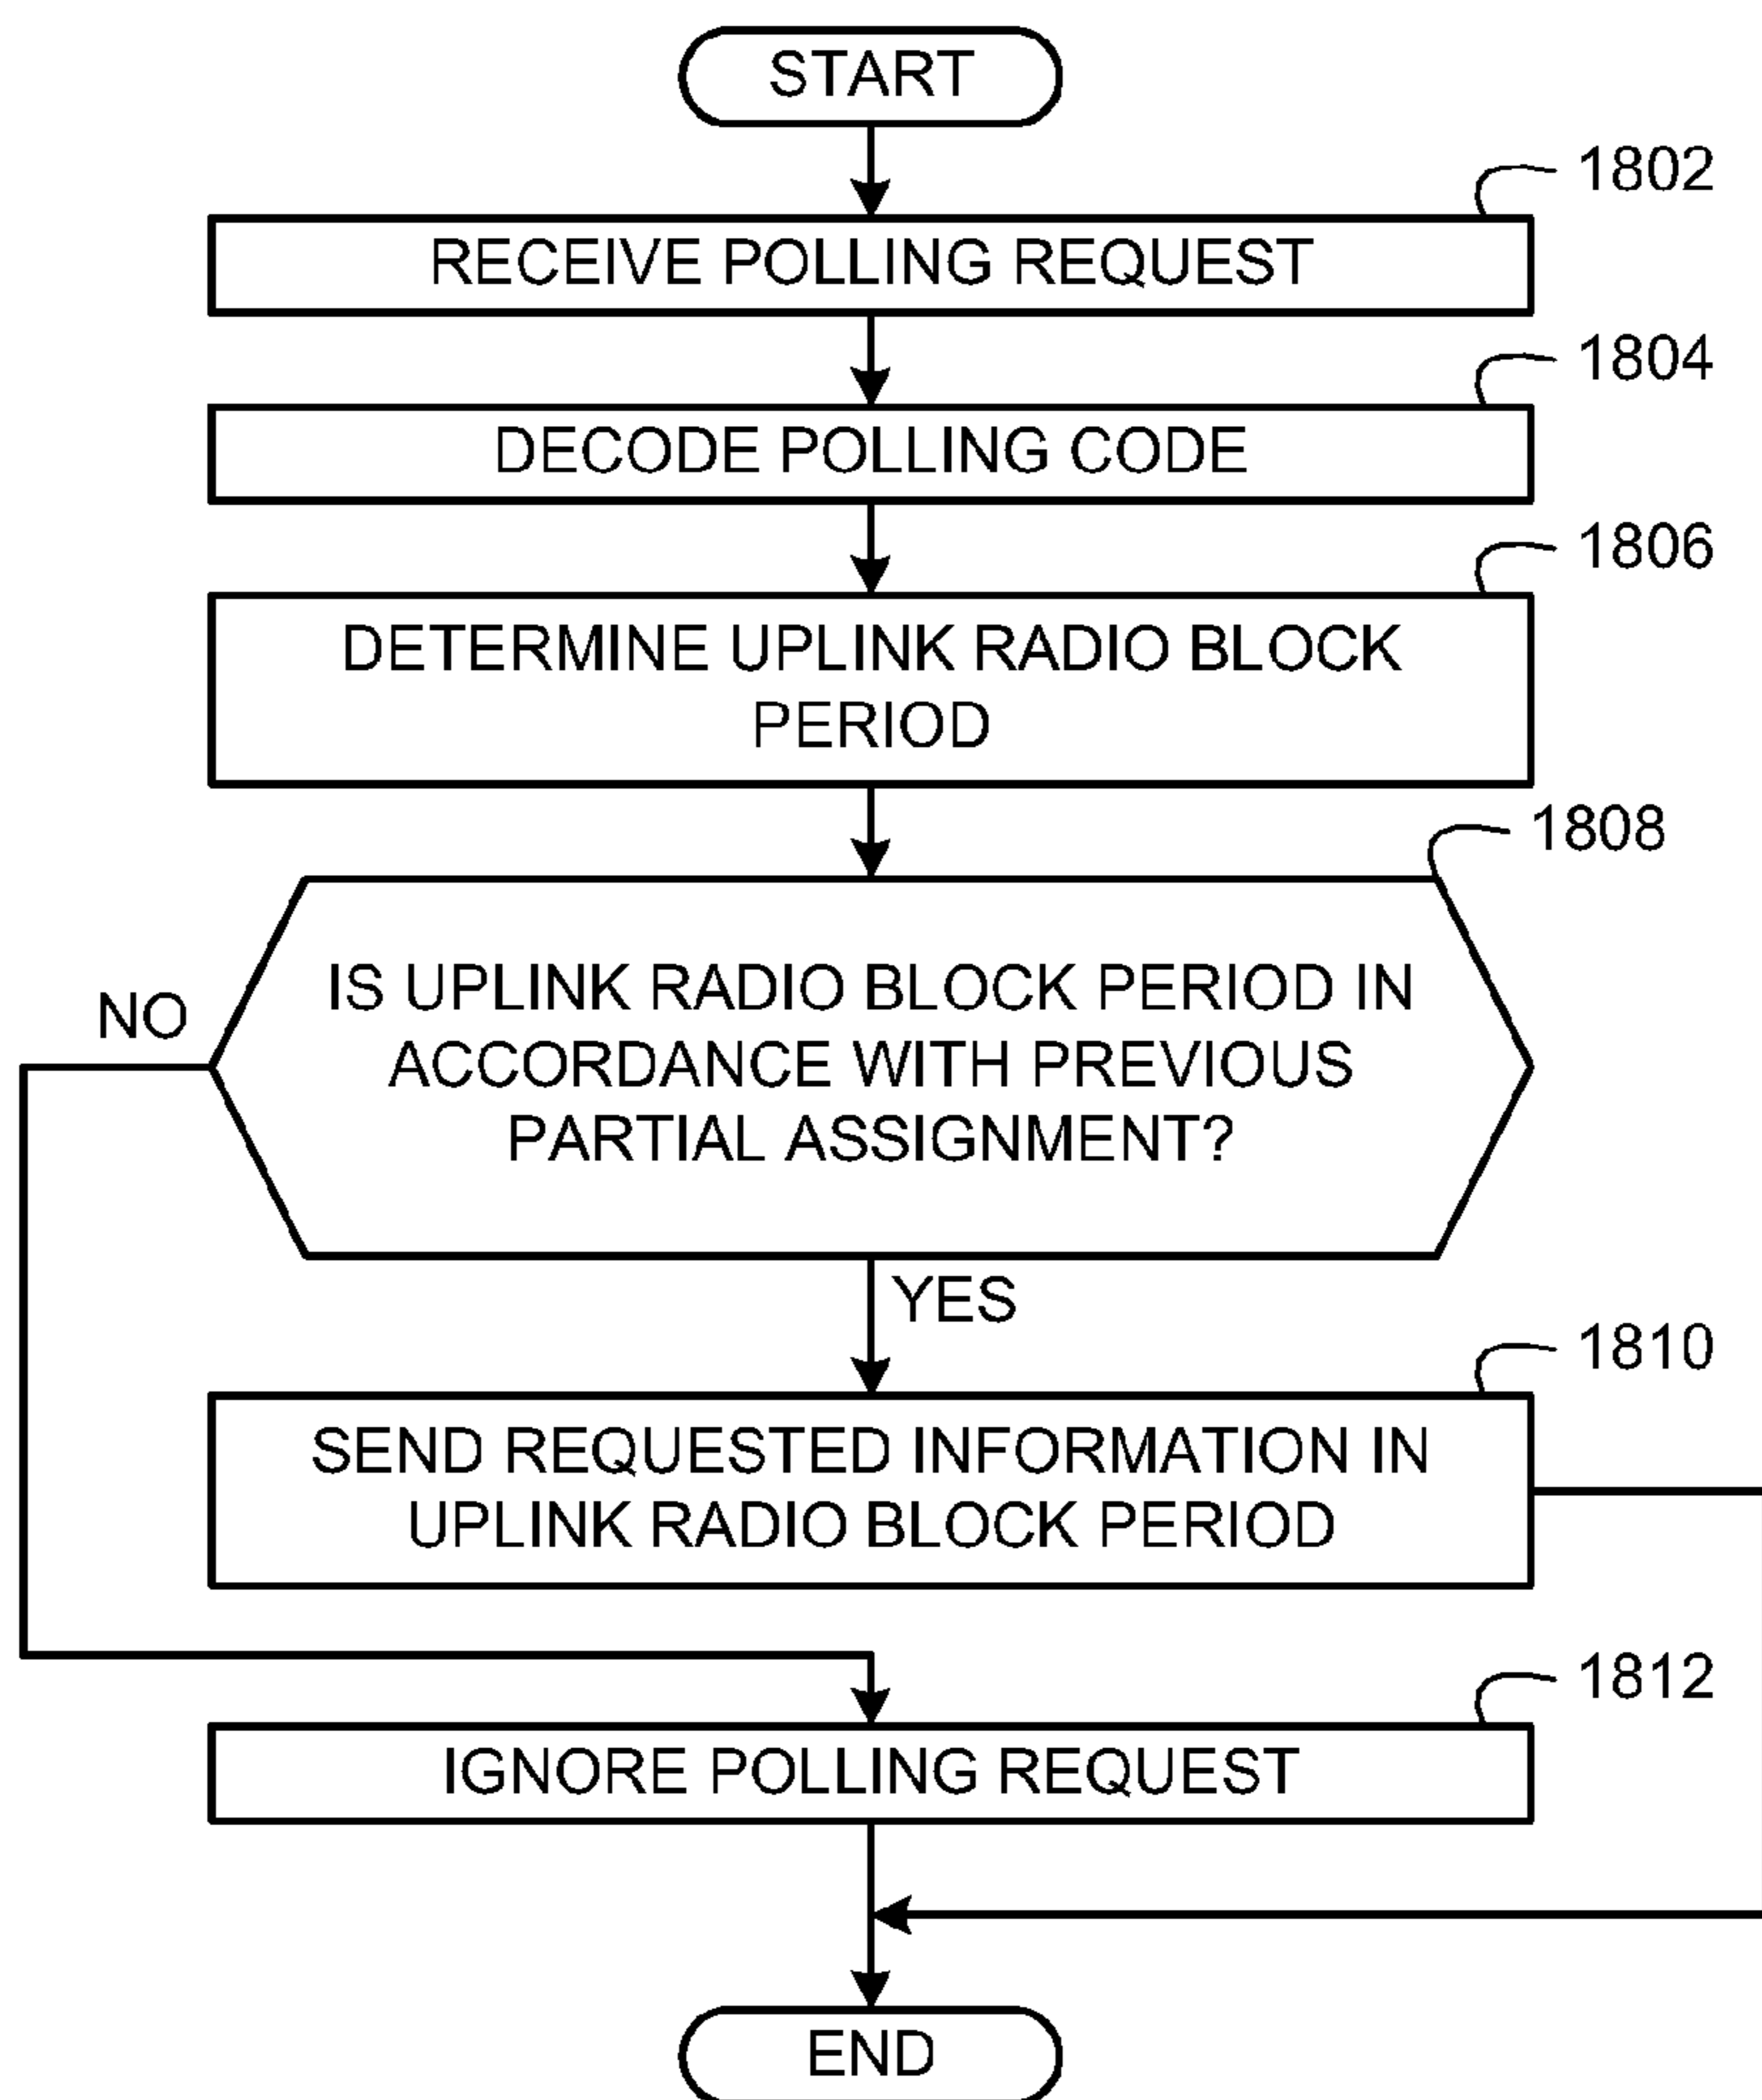 START
1802
RECEIVE POLLING REQUEST
1804
DECODE POLLING CODE
1806
DETERMINE UPLINK RADIO BLOCK
PERIOD
1808
IS UPLINK RADIO BLOCK PERIOD IN
ACCORDANCE WITH PREVIOUS
PARTIAL ASSIGNMENT?
NO
YES
1810
SEND REQUESTED INFORMATION IN
UPLINK RADIO BLOCK PERIOD
1812
IGNORE POLLING REQUEST
END